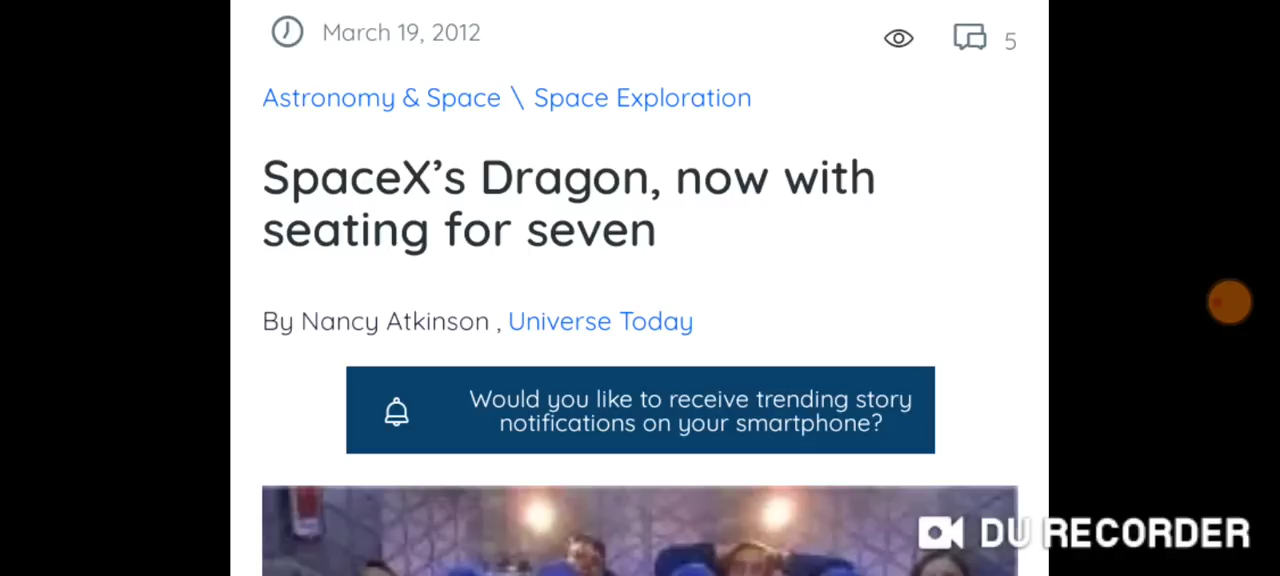 March 19, 2012
5
Astronomy & Space \ Space Exploration
SpaceX’s Dragon, now with
seating for seven
By Nancy Atkinson , Universe Today
Would you like to receive trending story
notifications on your smartphone?
DU RECORDER